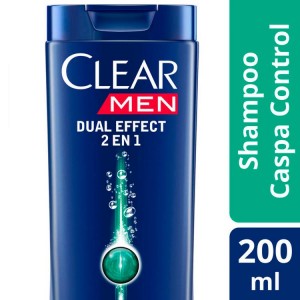 CLEAR
MEN
DUAL EFFECT
2 EN 1
Shampoo
Caspa Control
200
ml